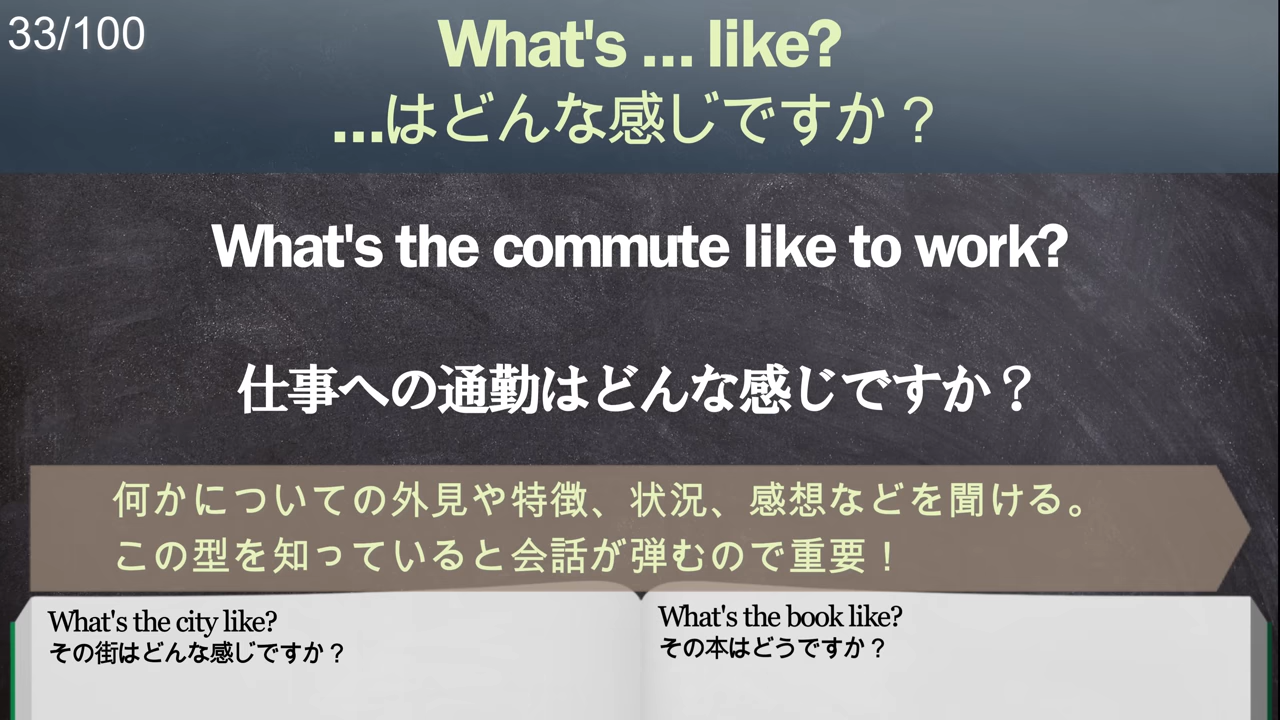 33/100
What's ... like?
...はどんな感じですか？
What's the commute like to work?
仕事への通勤はどんな感じですか？
何かについての外見や特徴、状況、感想などを聞ける。
この型を知っていると会話が弾むので重要！
What's the city like?
その街はどんな感じですか？
What's the book like?
その本はどうですか？